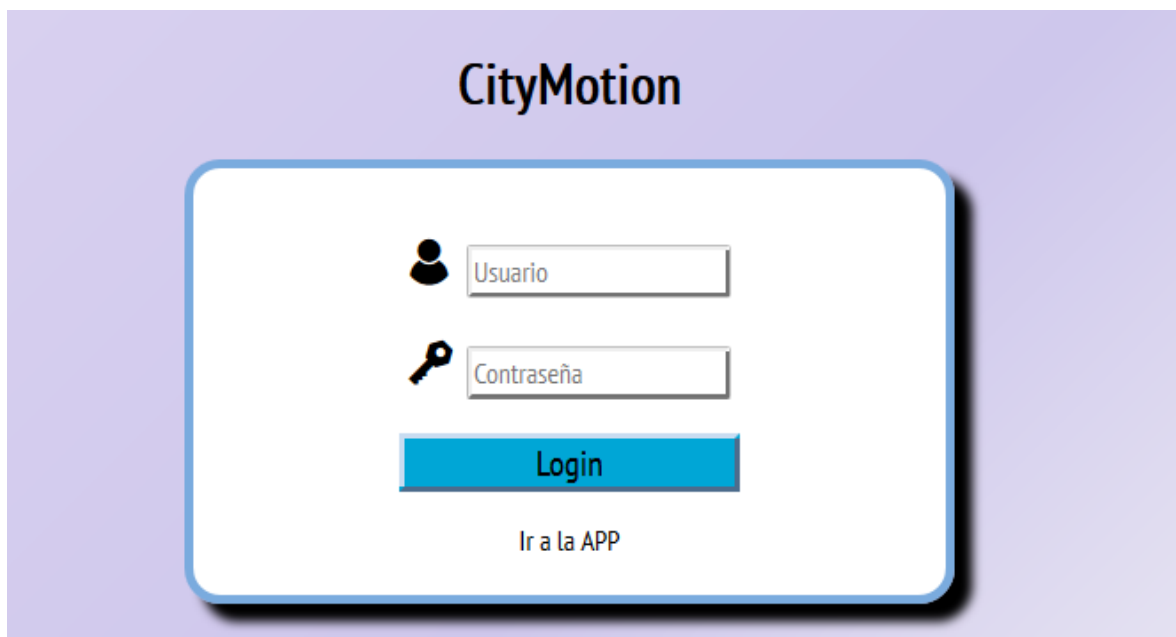 CityMotion
Usuario
Contraseña
Login
Ir a la APP